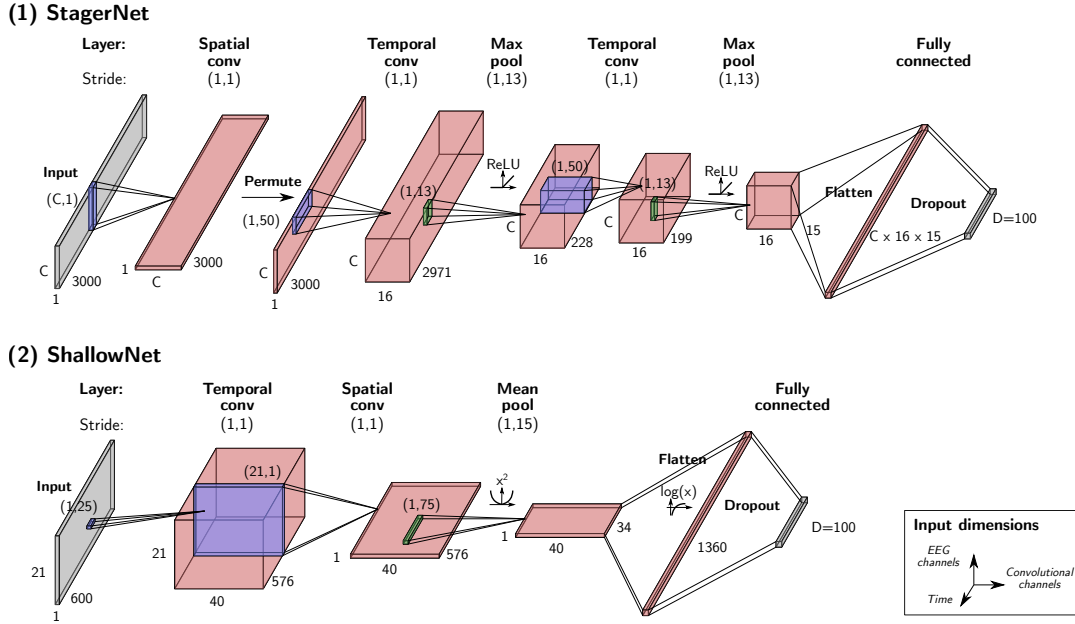 (1) StagerNet
Layer: Spatial conv Temporal conv Max pool Temporal conv Max pool Fully connected
Stride: (1,1) (1,1) (1,13) (1,1) (1,13)
Input
(C,1)
C
3000
1
1
C
3000
Permute
(1,50)
C
3000
1
(1,13)
C
16
2971
ReLU
(1,50)
C
16
228
(1,13)
C
16
199
ReLU
C
16
15
Flatten
C x 16 x 15
Dropout
D=100
(2) ShallowNet
Layer: Temporal conv Spatial conv Mean pool Fully connected
Stride: (1,1) (1,1) (1,15)
Input
(1,25)
21
600
1
(21,1)
21
40
576
(1,75)
1
40
576
x²
1
40
34
Flatten
log(x)
1360
Dropout
D=100
Input dimensions
EEG
channels
Convolutional
channels
Time